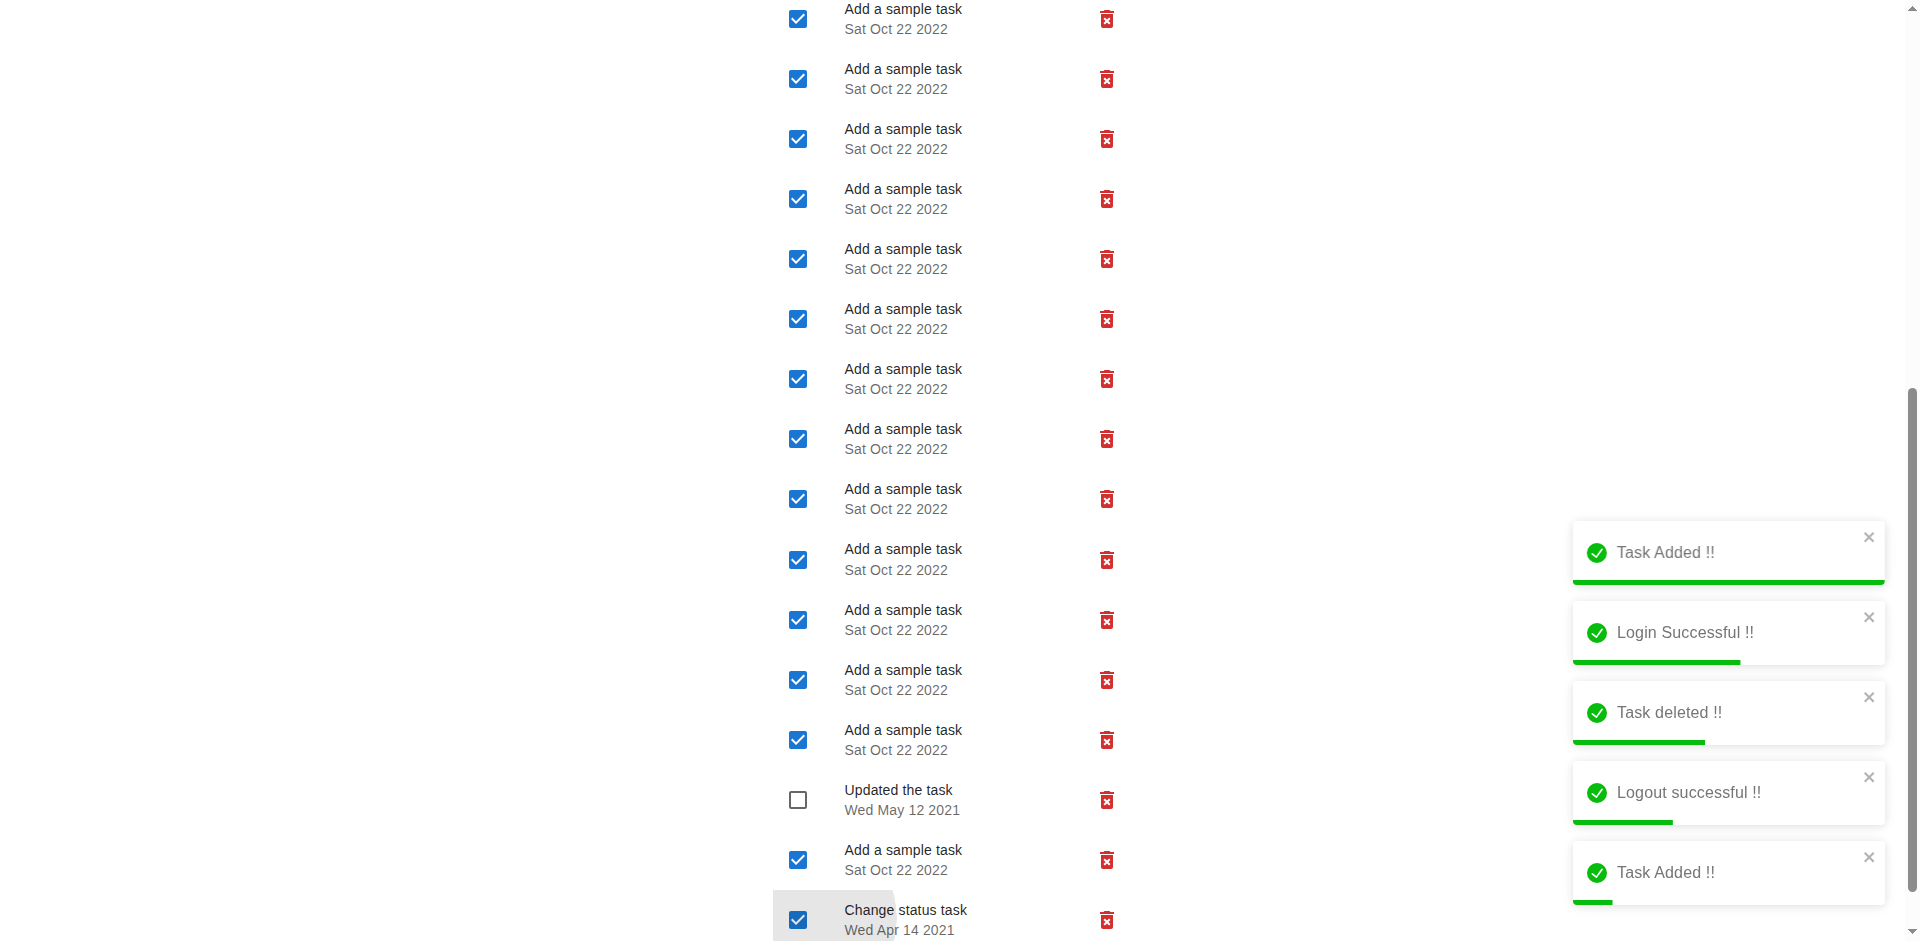 Add a sample task
Sat Oct 22 2022
Add a sample task
Sat Oct 22 2022
Add a sample task
Sat Oct 22 2022
Add a sample task
Sat Oct 22 2022
Add a sample task
Sat Oct 22 2022
Add a sample task
Sat Oct 22 2022
Add a sample task
Sat Oct 22 2022
Add a sample task
Sat Oct 22 2022
Add a sample task
Sat Oct 22 2022
Add a sample task
Sat Oct 22 2022
Add a sample task
Sat Oct 22 2022
Add a sample task
Sat Oct 22 2022
Add a sample task
Sat Oct 22 2022
Updated the task
Wed May 12 2021
Add a sample task
Sat Oct 22 2022
Change status task
Wed Apr 14 2021
Task Added !!
Login Successful !!
Task deleted !!
Logout successful !!
Task Added !!